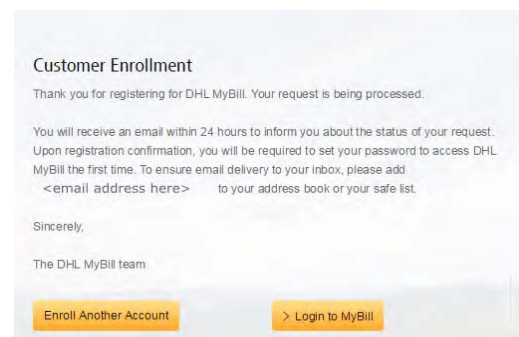 Customer Enrollment
Thank you for registering for DHL MyBill. Your request is being processed.
You will receive an email within 24 hours to inform you about the status of your request.
Upon registration confirmation, you will be required to set your password to access DHL
MyBill the first time. To ensure email delivery to your inbox, please add
<email address here> to your address book or your safe list.
Sincerely,
The DHL MyBill team
Enroll Another Account
> Login to MyBill